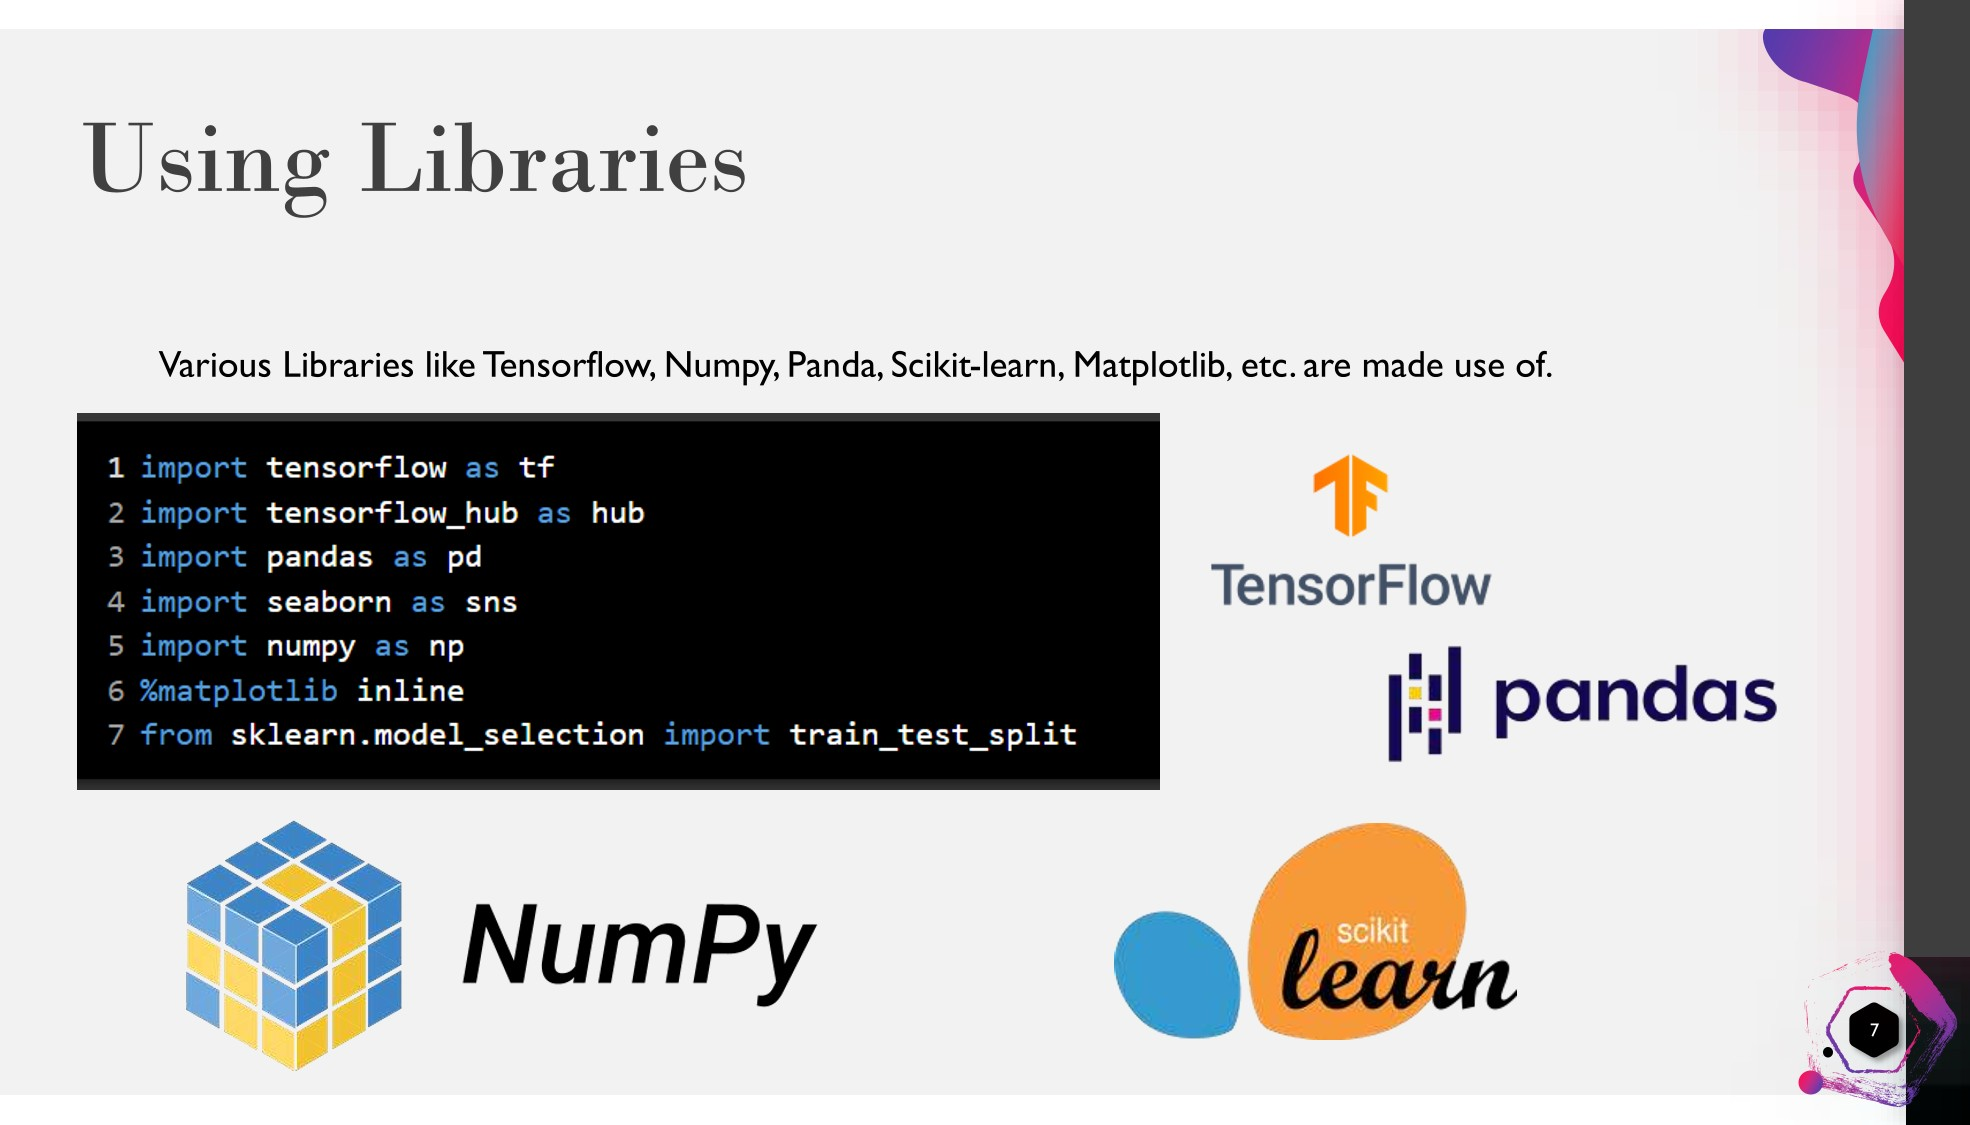 Using Libraries
Various Libraries like Tensorflow, Numpy, Panda, Scikit-learn, Matplotlib, etc. are made use of.
1 import tensorflow as tf
2 import tensorflow_hub as hub
3 import pandas as pd
4 import seaborn as sns
5 import numpy as np
6 %matplotlib inline
7 from sklearn.model_selection import train_test_split
TensorFlow
pandas
NumPy
scikit
learn
7